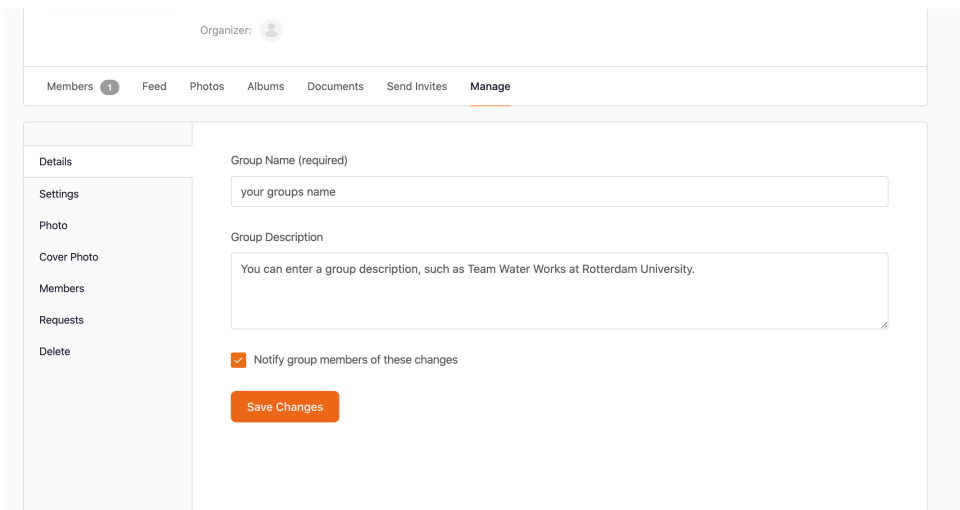 Organizer:
Members 1 Feed Photos Albums Documents Send Invites Manage
Details
Settings
Photo
Cover Photo
Members
Requests
Delete
Group Name (required)
your groups name
Group Description
You can enter a group description, such as Team Water Works at Rotterdam University.
Notify group members of these changes
Save Changes